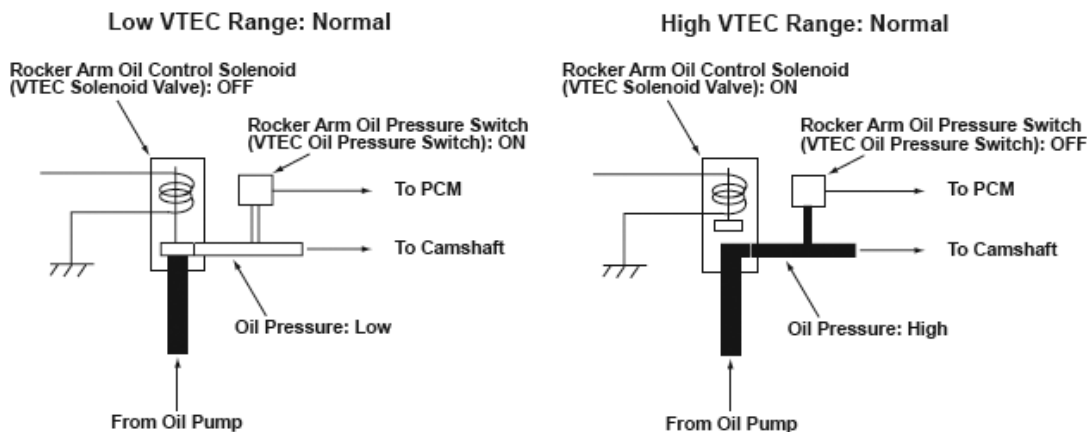 Low VTEC Range: Normal
Rocker Arm Oil Control Solenoid
(VTEC Solenoid Valve): OFF
Rocker Arm Oil Pressure Switch
(VTEC Oil Pressure Switch): ON
To PCM
To Camshaft
Oil Pressure: Low
From Oil Pump
High VTEC Range: Normal
Rocker Arm Oil Control Solenoid
(VTEC Solenoid Valve): ON
Rocker Arm Oil Pressure Switch
(VTEC Oil Pressure Switch): OFF
To PCM
To Camshaft
Oil Pressure: High
From Oil Pump